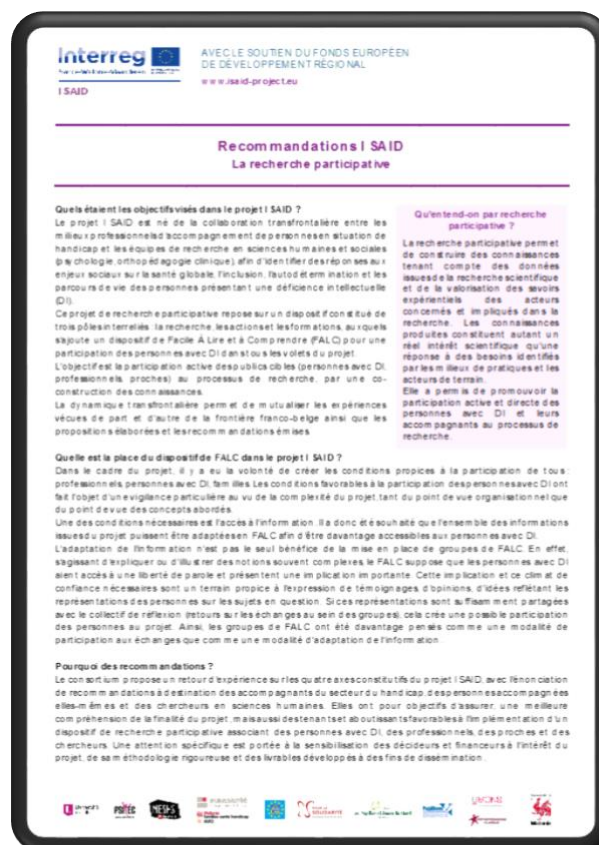 Interreg
AVEC LE SOUTIEN DU FONDS EUROPÉEN
DE DÉVELOPPEMENT RÉGIONAL
www.isaid-project.eu
I SAID
Recommandations I SAID
La recherche participative
Quels étaient les objectifs visés dans le projet I SAID ?
Le projet I SAID est né de la collaboration transfrontalière entre les
milieux professionnels d'accompagnement de personnes en situation de
handicap et les équipes de recherche en sciences humaines et sociales
(psychologie, orthopédagogie clinique), afin d'identifier des réponses aux
enjeux sociaux sur la santé globale, l'inclusion, l'autodétermination et les
parcours de vie des personnes présentant une déficience intellectuelle
(DI).
Ce projet de recherche participative repose sur un dispositif constitué de
trois pôles interreliés : la recherche, les actions et les formations, auxquels
s'ajoute un dispositif de Facile À Lire et à Comprendre (FALC) pour une
participation des personnes avec DI dans tous les volets du projet.
L'objectif est la participation active des publics cibles (personnes avec DI,
professionnels, proches) au processus de recherche, par une co-
construction des connaissances.
La dynamique transfrontalière permet de mutualiser les expériences
vécues de part et d'autre de la frontière franco-belge ainsi que les
propositions élaborées et les recommandations émises.
Qu'entend-on par recherche
participative ?
La recherche participative permet
de construire des connaissances
tenant compte des données
issues de la recherche scientifique
et de la valorisation des savoirs
expérientiels des acteurs
concernés et impliqués dans la
recherche. Les connaissances
produites constituent autant un
réel intérêt scientifique qu'une
réponse à des besoins identifiés
par les milieux de pratiques et les
acteurs de terrain.
Elle a permis de promouvoir la
participation active et directe des
personnes avec DI et leurs
accompagnants au processus de
recherche.
Quelle est la place du dispositif de FALC dans le projet I SAID ?
Dans le cadre du projet, il y a eu la volonté de créer les conditions propices à la participation de tous :
professionnels, personnes avec DI, familles. Les conditions favorables à la participation des personnes avec DI ont
fait l'objet d'une vigilance particulière au vu de la complexité du projet, tant du point de vue organisationnel que
du point de vue des concepts abordés.
Une des conditions nécessaires est l'accès à l'information. Il a donc été souhaité que l'ensemble des informations
issues du projet puissent être adaptées en FALC afin d'être davantage accessibles aux personnes avec DI.
L'adaptation de l'information n'est pas le seul bénéfice de la mise en place de groupes de FALC. En effet,
s'agissant d'expliquer ou d'illustrer des notions souvent complexes, le FALC suppose que les personnes avec DI
aient accès à une liberté de parole et présentent une implication importante. Cette implication et ce climat de
confiance nécessaires sont un terrain propice à l'expression de témoignages, d'opinions, d'idées reflétant les
représentations des personnes sur les sujets en question. Si ces représentations sont suffisamment partagées
avec le collectif de réflexion (retours sur les échanges au sein des groupes), cela crée une possible participation
des personnes au projet. Ainsi, les groupes de FALC ont été davantage pensés comme une modalité de
participation aux échanges que comme une modalité d'adaptation de l'information.
Pourquoi des recommandations ?
Le consortium propose un retour d'expérience sur les quatre axes constitutifs du projet I SAID, avec l'énonciation
de recommandations à destination des accompagnants du secteur du handicap, des personnes accompagnées
elles-mêmes et des chercheurs en sciences humaines. Elles ont pour objectifs d'assurer, une meilleure
compréhension de la finalité du projet, mais aussi des tenants et aboutissants favorables à l'implémentation d'un
dispositif de recherche participative associant des personnes avec DI, des professionnels, des proches et des
chercheurs. Une attention spécifique est portée à la sensibilisation des décideurs et financeurs à l'intérêt du
projet, de sa méthodologie rigoureuse et des livrables développés à des fins de dissémination.